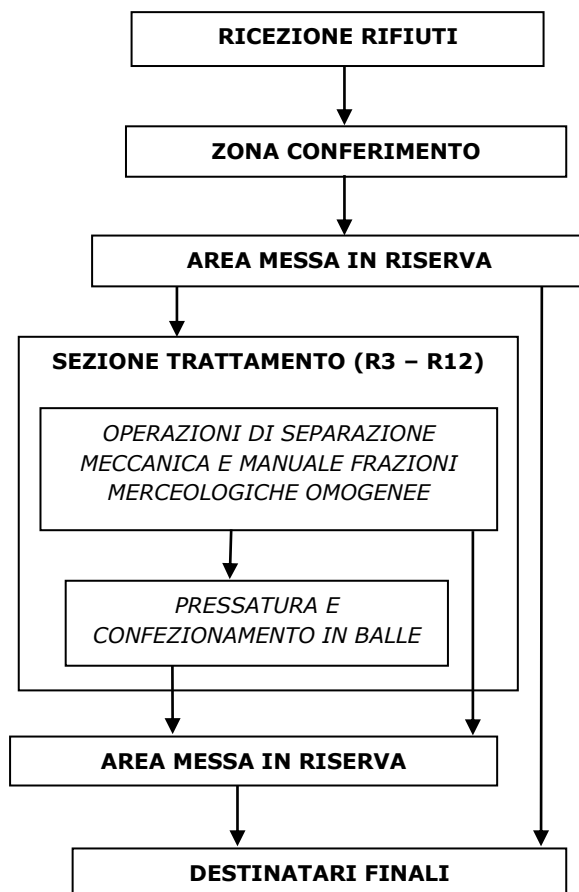 RICEZIONE RIFIUTI
ZONA CONFERIMENTO
AREA MESSA IN RISERVA
SEZIONE TRATTAMENTO (R3 – R12)
OPERAZIONI DI SEPARAZIONE
MECCANICA E MANUALE FRAZIONI
MERCEOLOGICHE OMOGENEE
PRESSATURA E
CONFEZIONAMENTO IN BALLE
AREA MESSA IN RISERVA
DESTINATARI FINALI